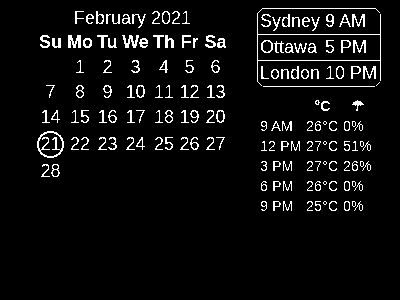 February 2021
Su Mo Tu We Th Fr Sa
1 2 3 4 5 6
7 8 9 10 11 12 13
14 15 16 17 18 19 20
21 22 23 24 25 26 27
28
Sydney 9 AM
Ottawa 5 PM
London 10 PM
°C ☂
9 AM 26°C 0%
12 PM 27°C 51%
3 PM 27°C 26%
6 PM 26°C 0%
9 PM 25°C 0%